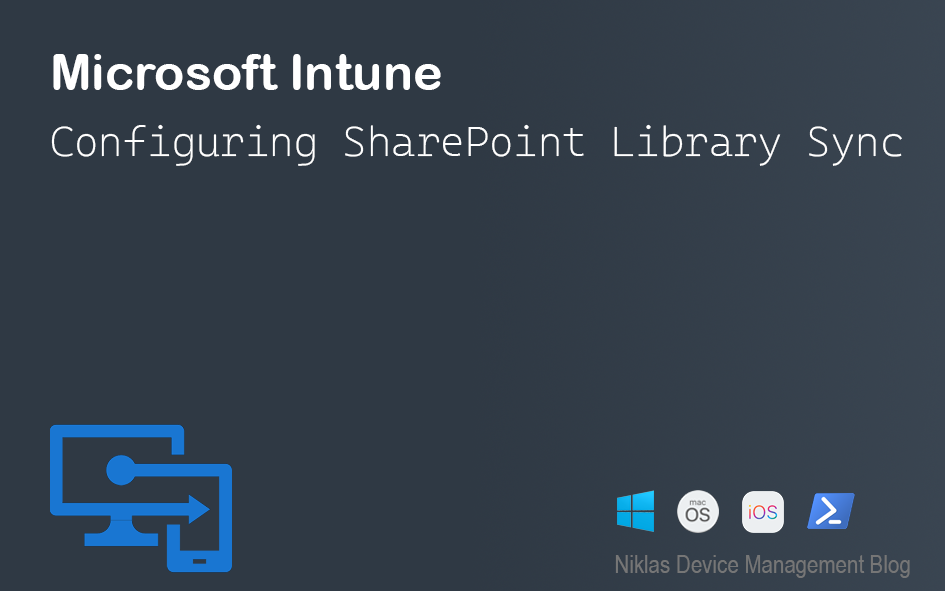 Microsoft Intune
Configuring SharePoint Library Sync
mac
OS
iOS
Niklas Device Management Blog